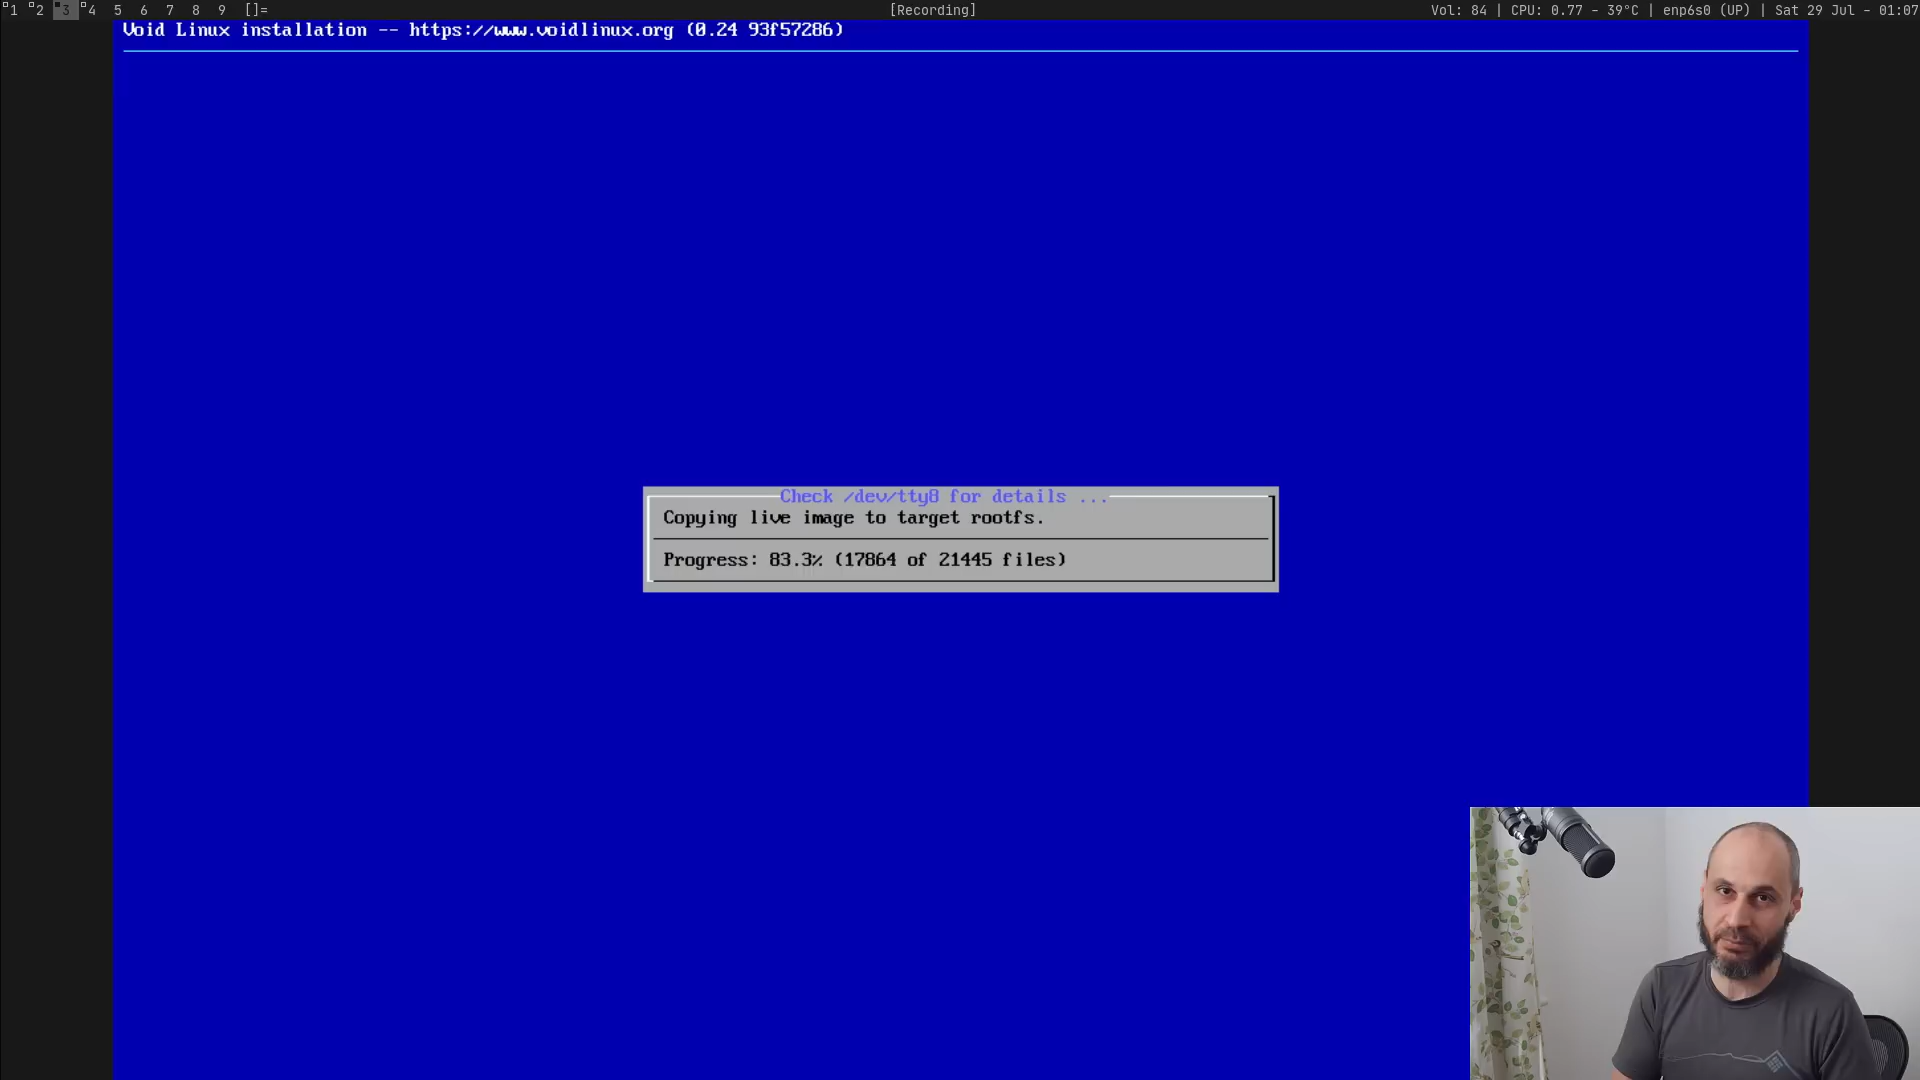 1 2 3 4 5 6 7 8 9 []= [Recording] Vol: 84 | CPU: 0.77 - 39°C | enp6s0 (UP) | Sat 29 Jul - 01:07
Void Linux installation -- https://www.voidlinux.org (0.24 93f57286)
Check /dev/tty8 for details ...
Copying live image to target rootfs.
Progress: 83.3% (17864 of 21445 files)